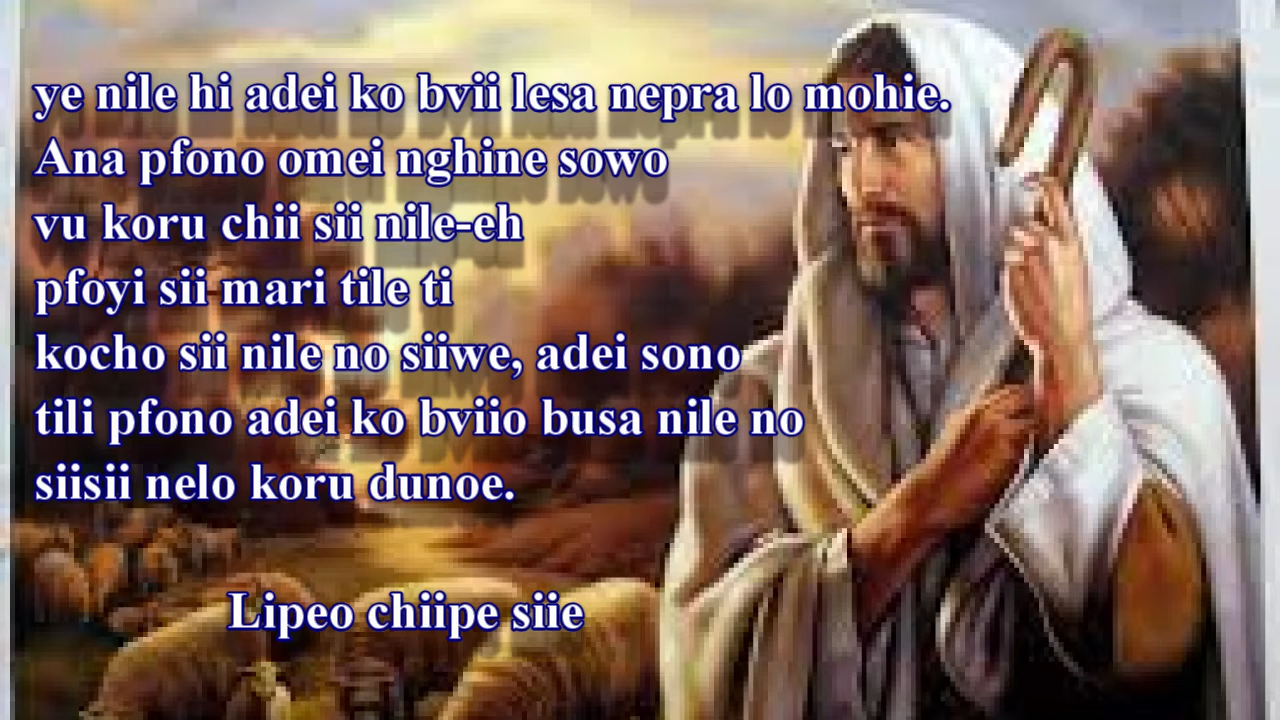 ye nile hi adei ko bvii lesa nepra lo mohie.
Ana pfono omei nghine sowo
vu koru chii sii nile-eh
pfoyi sii mari tile ti
kocho sii nile no siiwe, adei sono
tili pfono adei ko bviio busa nile no
siisii nelo koru dunoe.
Lipeo chiipe siie